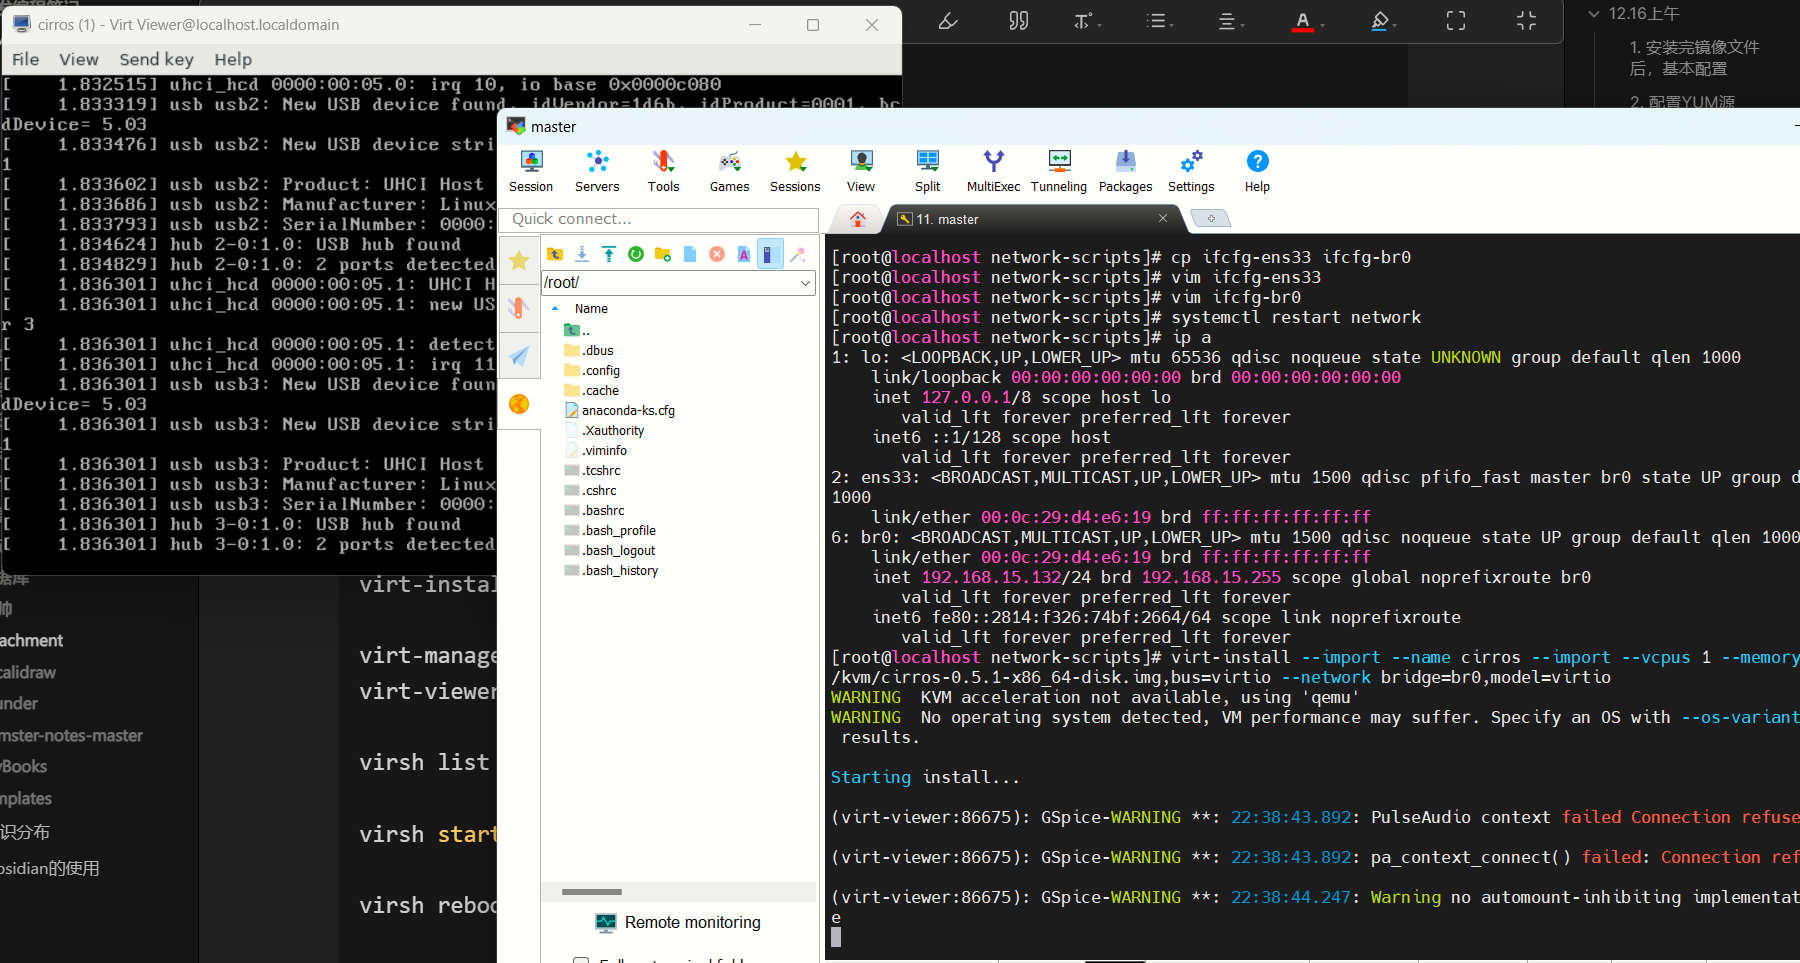 cirros (1) - Virt Viewer@localhost.localdomain
File View Send key Help
[    1.832515] uhci_hcd 0000:00:05.0: irq 10, io base 0x0000c080
[    1.833319] usb usb2: New USB device found, idVendor=1d6b, idProduct=0001, bc
dDevice= 5.03
[    1.833476] usb usb2: New USB device stri
1
[    1.833602] usb usb2: Product: UHCI Host
[    1.833686] usb usb2: Manufacturer: Linux
[    1.833793] usb usb2: SerialNumber: 0000:
[    1.834624] hub 2-0:1.0: USB hub found
[    1.834829] hub 2-0:1.0: 2 ports detected
[    1.836301] uhci_hcd 0000:00:05.1: UHCI H
[    1.836301] uhci_hcd 0000:00:05.1: new US
r 3
[    1.836301] uhci_hcd 0000:00:05.1: detect
[    1.836301] uhci_hcd 0000:00:05.1: irq 11
[    1.836301] usb usb3: New USB device foun
dDevice= 5.03
[    1.836301] usb usb3: New USB device stri
1
[    1.836301] usb usb3: Product: UHCI Host
[    1.836301] usb usb3: Manufacturer: Linux
[    1.836301] usb usb3: SerialNumber: 0000:
[    1.836301] hub 3-0:1.0: USB hub found
[    1.836301] hub 3-0:1.0: 2 ports detected
12.16上午
1. 安装完镜像文件
后，基本配置
2. 配置YUM源
master
Session Servers Tools Games Sessions View Split MultiExec Tunneling Packages Settings Help
Quick connect...
11. master
/root/
Name
..
.dbus
.config
.cache
anaconda-ks.cfg
.Xauthority
.viminfo
.tcshrc
.cshrc
.bashrc
.bash_profile
.bash_logout
.bash_history
Remote monitoring
[root@localhost network-scripts]# cp ifcfg-ens33 ifcfg-br0
[root@localhost network-scripts]# vim ifcfg-ens33
[root@localhost network-scripts]# vim ifcfg-br0
[root@localhost network-scripts]# systemctl restart network
[root@localhost network-scripts]# ip a
1: lo: <LOOPBACK,UP,LOWER_UP> mtu 65536 qdisc noqueue state UNKNOWN group default qlen 1000
link/loopback 00:00:00:00:00:00 brd 00:00:00:00:00:00
inet 127.0.0.1/8 scope host lo
valid_lft forever preferred_lft forever
inet6 ::1/128 scope host
valid_lft forever preferred_lft forever
2: ens33: <BROADCAST,MULTICAST,UP,LOWER_UP> mtu 1500 qdisc pfifo_fast master br0 state UP group d
1000
link/ether 00:0c:29:d4:e6:19 brd ff:ff:ff:ff:ff:ff
6: br0: <BROADCAST,MULTICAST,UP,LOWER_UP> mtu 1500 qdisc noqueue state UP group default qlen 1000
link/ether 00:0c:29:d4:e6:19 brd ff:ff:ff:ff:ff:ff
inet 192.168.15.132/24 brd 192.168.15.255 scope global noprefixroute br0
valid_lft forever preferred_lft forever
inet6 fe80::2814:f326:74bf:2664/64 scope link noprefixroute
valid_lft forever preferred_lft forever
[root@localhost network-scripts]# virt-install --import --name cirros --import --vcpus 1 --memory
/kvm/cirros-0.5.1-x86_64-disk.img,bus=virtio --network bridge=br0,model=virtio
WARNING  KVM acceleration not available, using 'qemu'
WARNING  No operating system detected, VM performance may suffer. Specify an OS with --os-variant
results.
Starting install...
(virt-viewer:86675): GSpice-WARNING **: 22:38:43.892: PulseAudio context failed Connection refuse
(virt-viewer:86675): GSpice-WARNING **: 22:38:43.892: pa_context_connect() failed: Connection ref
(virt-viewer:86675): GSpice-WARNING **: 22:38:44.247: Warning no automount-inhibiting implementat
e
据库
帅
achment
calidraw
under
mster-notes-master
yBooks
mplates
识分布
bsidian的使用
virt-instal
virt-manage
virt-viewer
virsh list
virsh start
virsh reboo